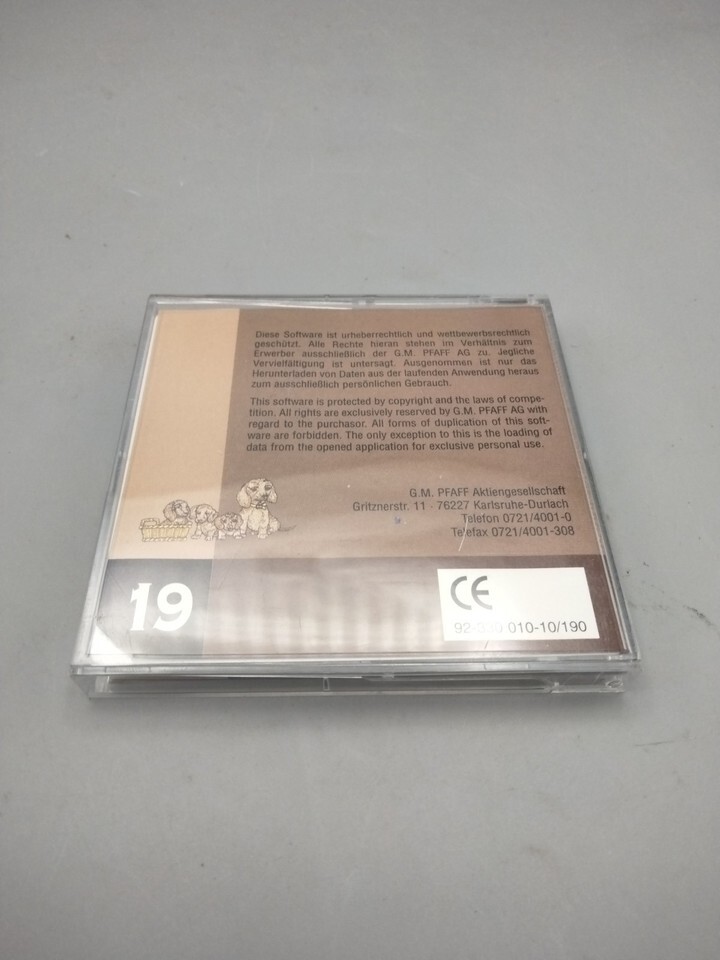 Diese Software ist urheberrechtlich und wettbewerbsrechtlich
geschützt. Alle Rechte hieran stehen im Verhältnis zum
Erwerber ausschließlich der G.M. PFAFF AG zu. Jegliche
Vervielfältigung ist untersagt. Ausgenommen ist nur das
Herunterladen von Daten aus der laufenden Anwendung heraus
zum ausschließlich persönlichen Gebrauch.
This software is protected by copyright and the laws of compe-
tition. All rights are exclusively reserved by G.M. PFAFF AG with
regard to the purchasor. All forms of duplication of this soft-
ware are forbidden. The only exception to this is the loading of
data from the opened application for exclusive personal use.
G.M. PFAFF Aktiengesellschaft
Gritznerstr. 11 · 76227 Karlsruhe-Durlach
Telefon 0721/4001-0
Telefax 0721/4001-308
19
CE
010-10/190